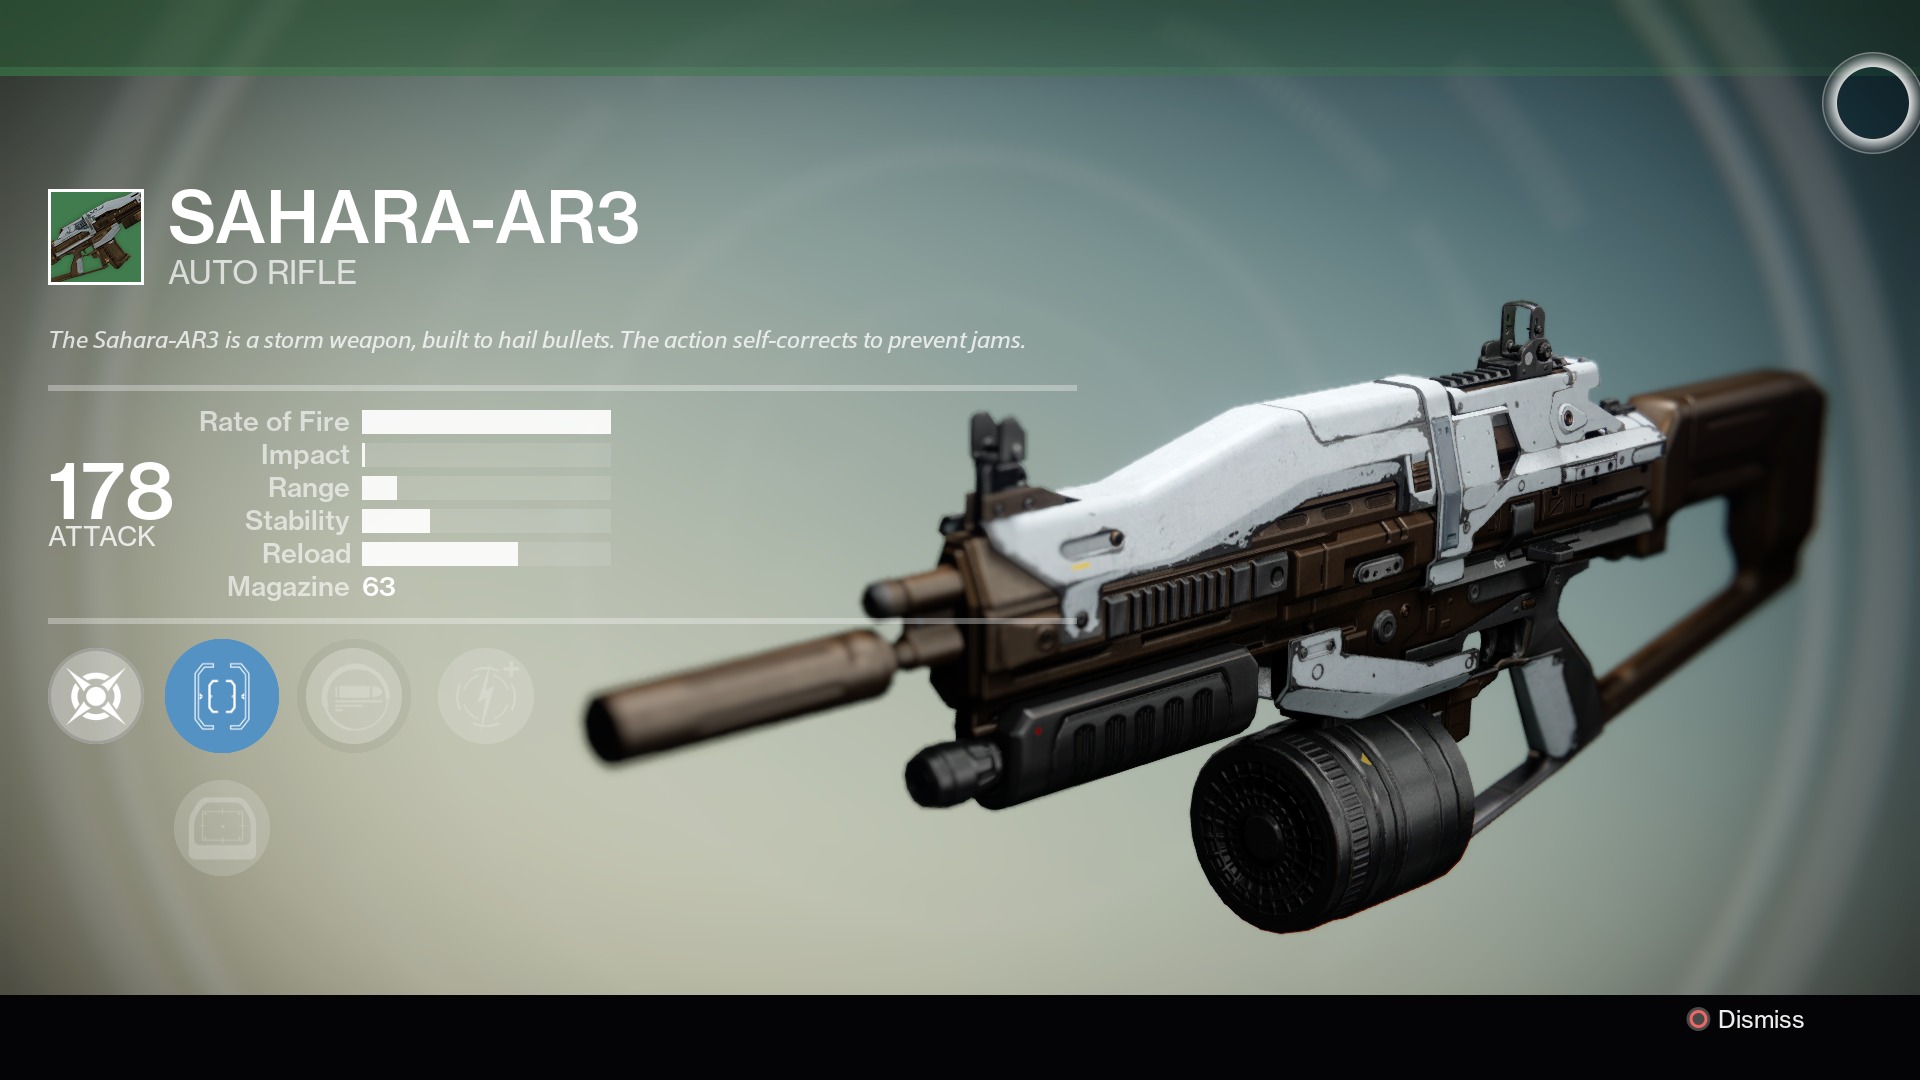 SAHARA-AR3
AUTO RIFLE
The Sahara-AR3 is a storm weapon, built to hail bullets. The action self-corrects to prevent jams.
178
ATTACK
Rate of Fire
Impact
Range
Stability
Reload
Magazine 63
Dismiss